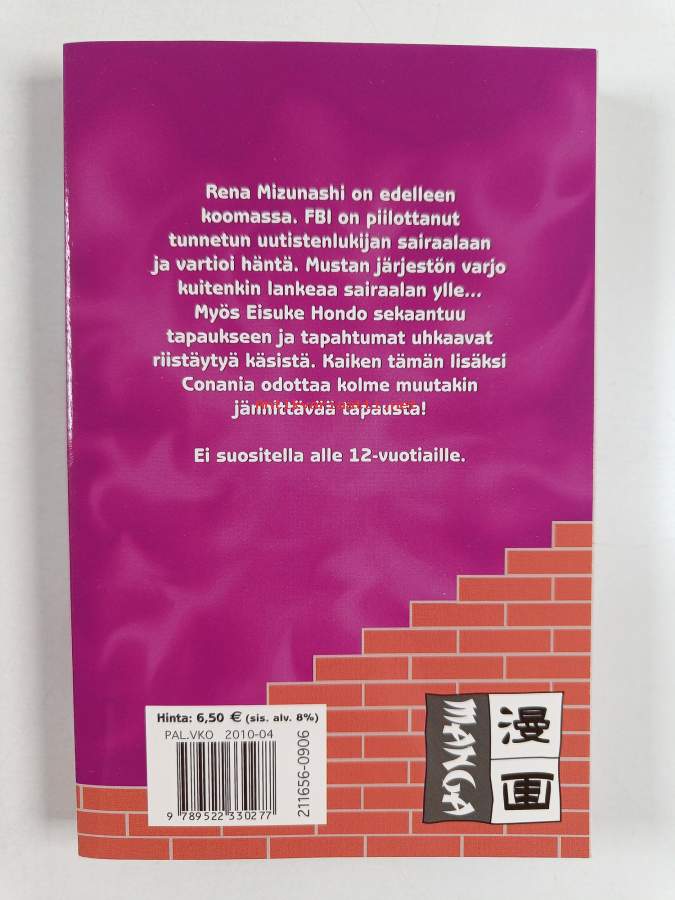 Rena Mizunashi on edelleen
koomassa. FBI on piilottanut
tunnetun uutistenlukijan sairaalaan
ja vartioi häntä. Mustan järjestön varjo
kuitenkin lankeaa sairaalan ylle...
Myös Eisuke Hondo sekaantuu
tapaukseen ja tapahtumat uhkaavat
riistäytyä käsistä. Kaiken tämän lisäksi
Conania odottaa kolme muutakin
jännittävää tapausta!
Ei suositella alle 12-vuotiaille.
Hinta: 6,50 € (sis. alv. 8%)
PAL.VKO 2010-04
211656-0906
9 789522 330277
MANGA
漫
画